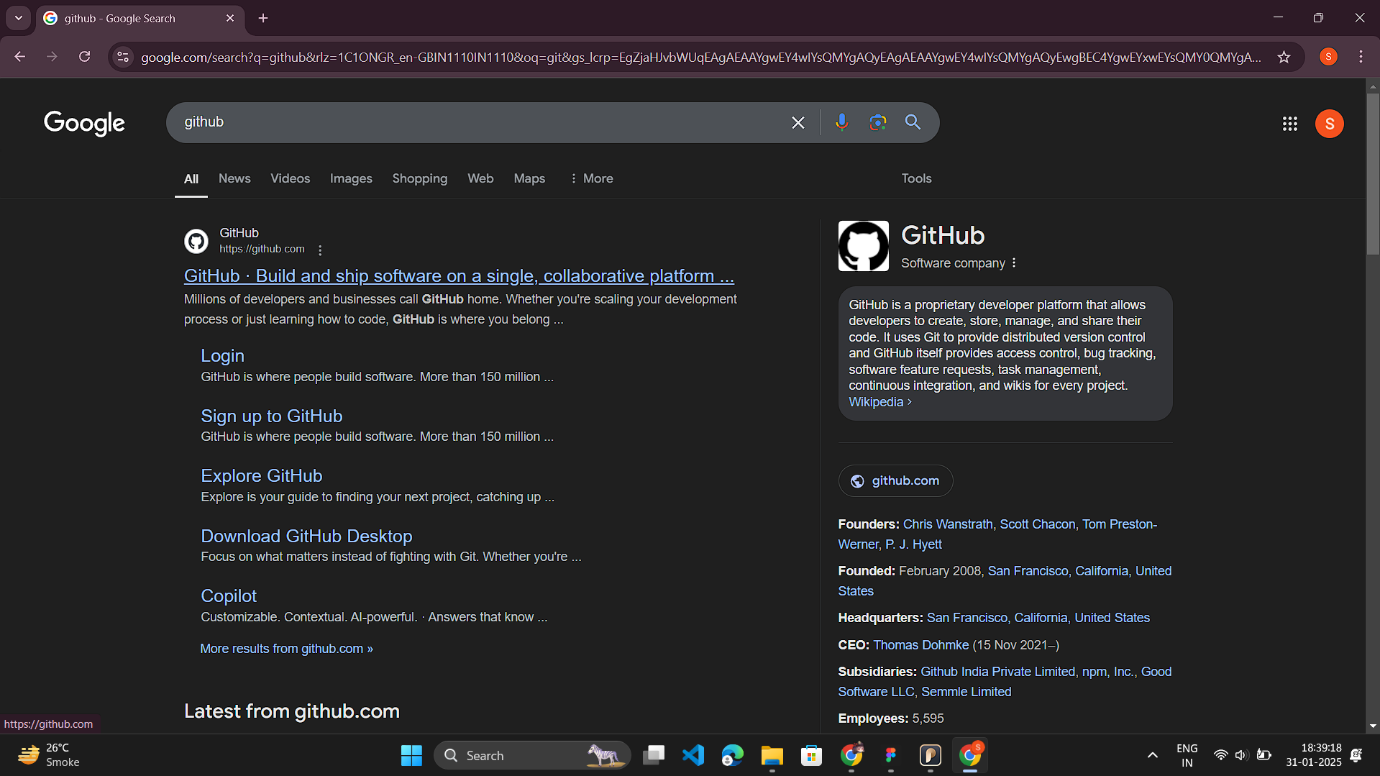 github - Google Search
google.com/search?q=github&rlz=1C1ONGR_en-GBIN1110IN1110&oq=git&gs_lcrp=EgZjaHJvbWUqEAgAEAAYgwEY4wIYsQMYgAQyEAgAEAAYgwEY4wIYsQMYgAQyEwgBEC4YgwEYxwEYsQMY0QMYgA...
S
Google
github
S
All News Videos Images Shopping Web Maps More Tools
GitHub
https://github.com
GitHub · Build and ship software on a single, collaborative platform ...
Millions of developers and businesses call GitHub home. Whether you're scaling your development
process or just learning how to code, GitHub is where you belong ...
Login
GitHub is where people build software. More than 150 million ...
Sign up to GitHub
GitHub is where people build software. More than 150 million ...
Explore GitHub
Explore is your guide to finding your next project, catching up ...
Download GitHub Desktop
Focus on what matters instead of fighting with Git. Whether you're ...
Copilot
Customizable. Contextual. AI-powerful. · Answers that know ...
More results from github.com »
Latest from github.com
GitHub
Software company
GitHub is a proprietary developer platform that allows
developers to create, store, manage, and share their
code. It uses Git to provide distributed version control
and GitHub itself provides access control, bug tracking,
software feature requests, task management,
continuous integration, and wikis for every project.
Wikipedia ›
github.com
Founders: Chris Wanstrath, Scott Chacon, Tom Preston-
Werner, P. J. Hyett
Founded: February 2008, San Francisco, California, United
States
Headquarters: San Francisco, California, United States
CEO: Thomas Dohmke (15 Nov 2021–)
Subsidiaries: Github India Private Limited, npm, Inc., Good
Software LLC, Semmle Limited
Employees: 5,595
https://github.com
26°C
Smoke
Search
S
ENG
IN
18:39:18
31-01-2025